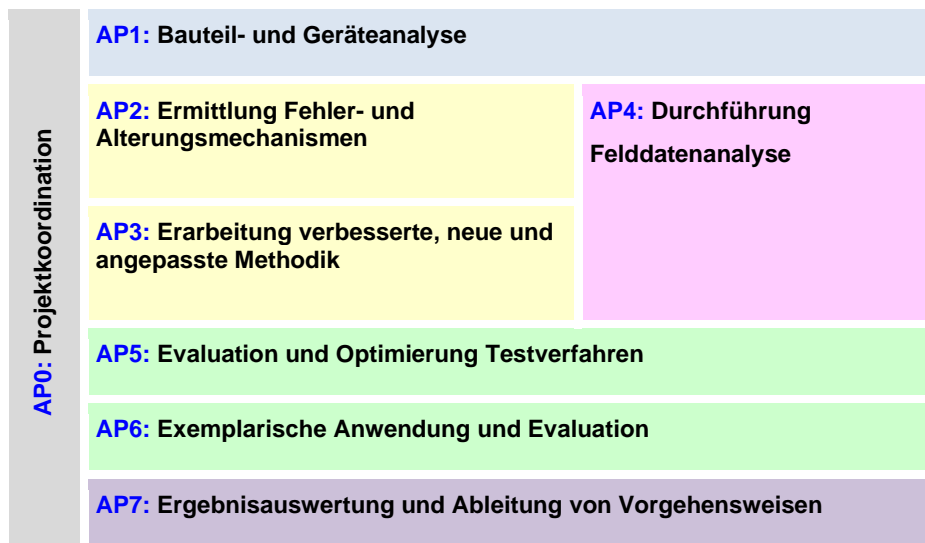 AP0: Projektkoordination
AP1: Bauteil- und Geräteanalyse
AP2: Ermittlung Fehler- und
Alterungsmechanismen
AP4: Durchführung
Felddatenanalyse
AP3: Erarbeitung verbesserte, neue und
angepasste Methodik
AP5: Evaluation und Optimierung Testverfahren
AP6: Exemplarische Anwendung und Evaluation
AP7: Ergebnisauswertung und Ableitung von Vorgehensweisen